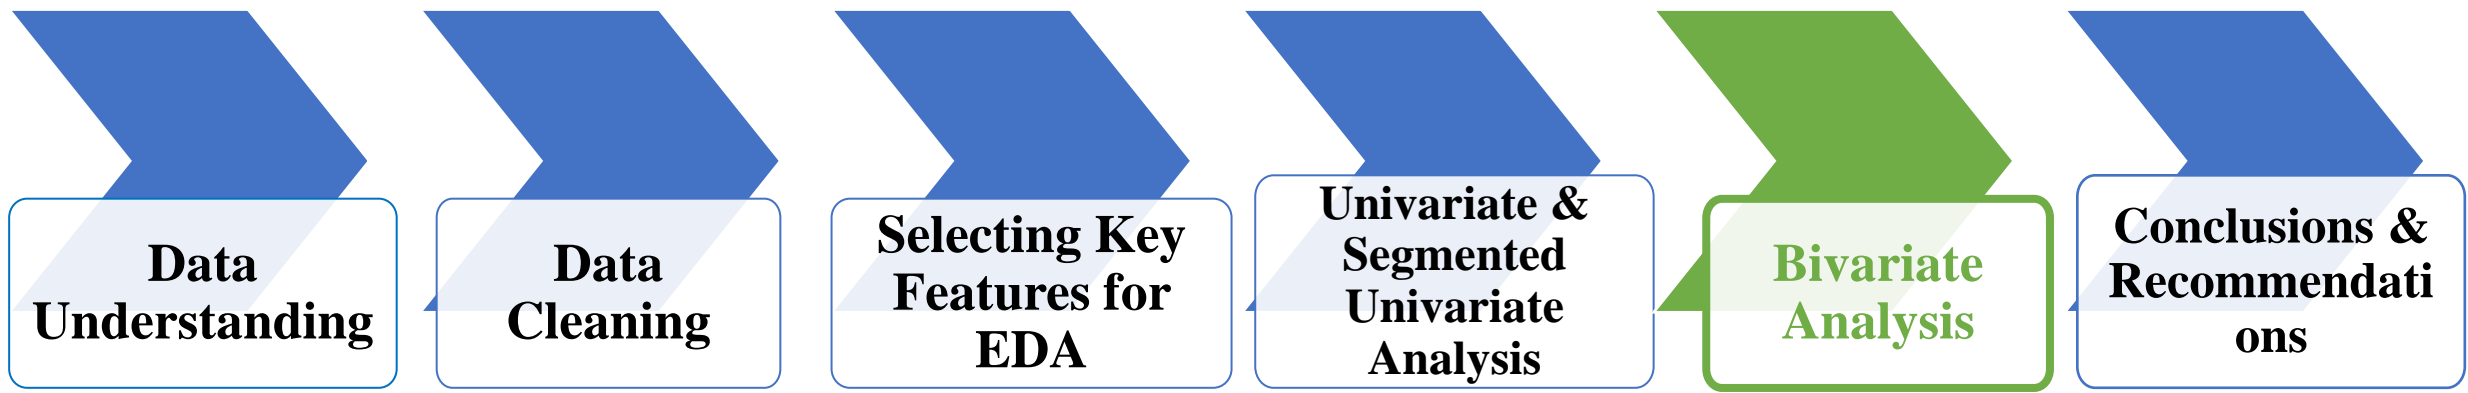 Data
Understanding
Data
Cleaning
Selecting Key
Features for
EDA
Univariate &
Segmented
Univariate
Analysis
Bivariate
Analysis
Conclusions &
Recommendati
ons